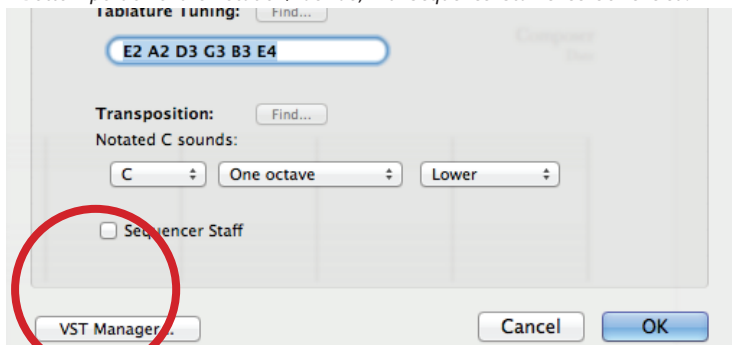 Tablature Tuning: Find...
E2 A2 D3 G3 B3 E4
Transposition: Find...
Notated C sounds:
C One octave Lower
Sequencer Staff
VST Manager... Cancel OK